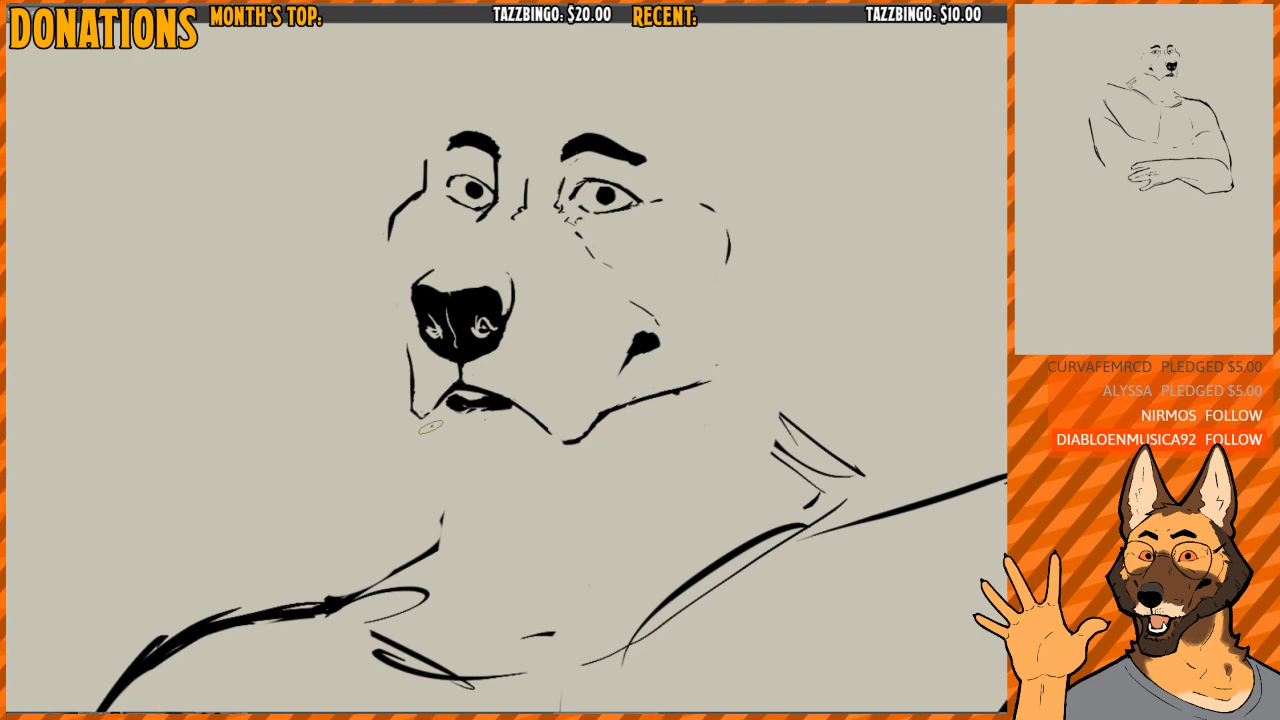 DONATIONS
MONTH'S TOP: TAZZBINGO: $20.00 RECENT: TAZZBINGO: $10.00
CURVAFEMRCD PLEDGED $5.00
ALYSSA PLEDGED $5.00
NIRMOS FOLLOW
DIABLOENMUSICA92 FOLLOW